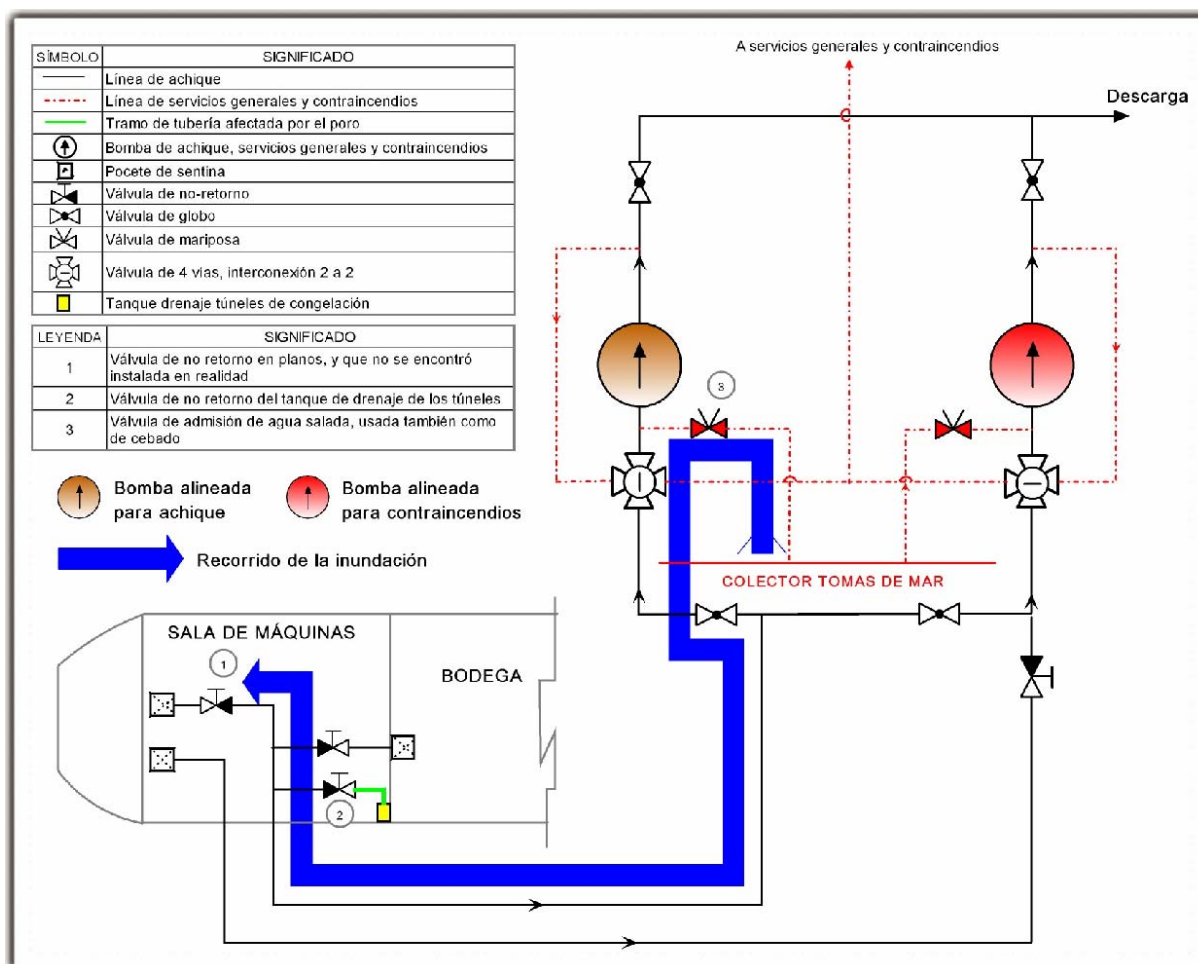 SÍMBOLO SIGNIFICADO
Línea de achique
Línea de servicios generales y contraincendios
Tramo de tubería afectada por el poro
Bomba de achique, servicios generales y contraincendios
Pocete de sentina
Válvula de no-retorno
Válvula de globo
Válvula de mariposa
Válvula de 4 vias, interconexión 2 a 2
Tanque drenaje túneles de congelación
LEYENDA SIGNIFICADO
1 Válvula de no retorno en planos, y que no se encontró
instalada en realidad
2 Válvula de no retorno del tanque de drenaje de los túneles
3 Válvula de admisión de agua salada, usada también como
de cebado
Bomba alineada
para achique
Bomba alineada
para contraincendios
Recorrido de la inundación
A servicios generales y contraincendios
Descarga
3
COLECTOR TOMAS DE MAR
SALA DE MÁQUINAS
1
BODEGA
2